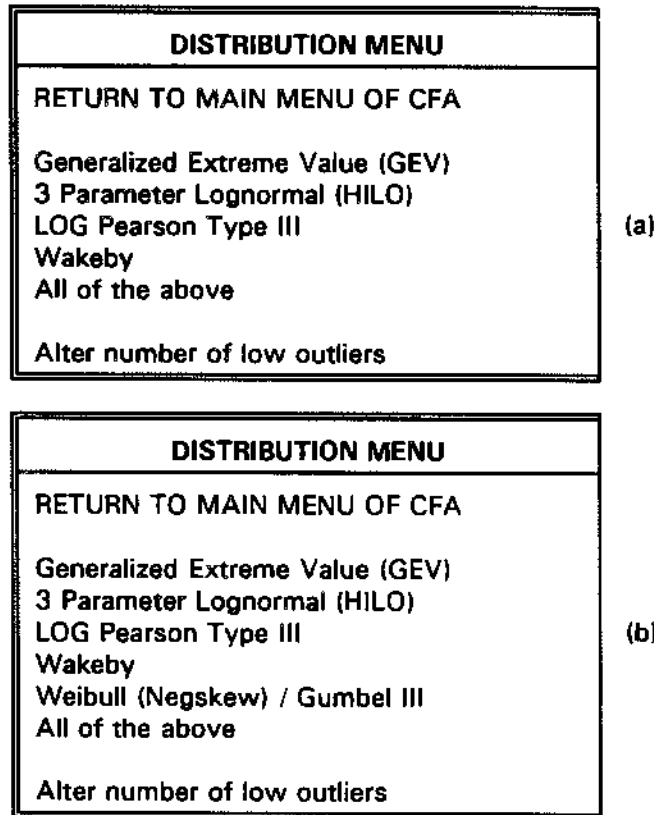 DISTRIBUTION MENU
RETURN TO MAIN MENU OF CFA
Generalized Extreme Value (GEV)
3 Parameter Lognormal (HILO)
LOG Pearson Type III
Wakeby
All of the above
Alter number of low outliers
(a)
DISTRIBUTION MENU
RETURN TO MAIN MENU OF CFA
Generalized Extreme Value (GEV)
3 Parameter Lognormal (HILO)
LOG Pearson Type III
Wakeby
Weibull (Negskew) / Gumbel III
All of the above
Alter number of low outliers
(b)